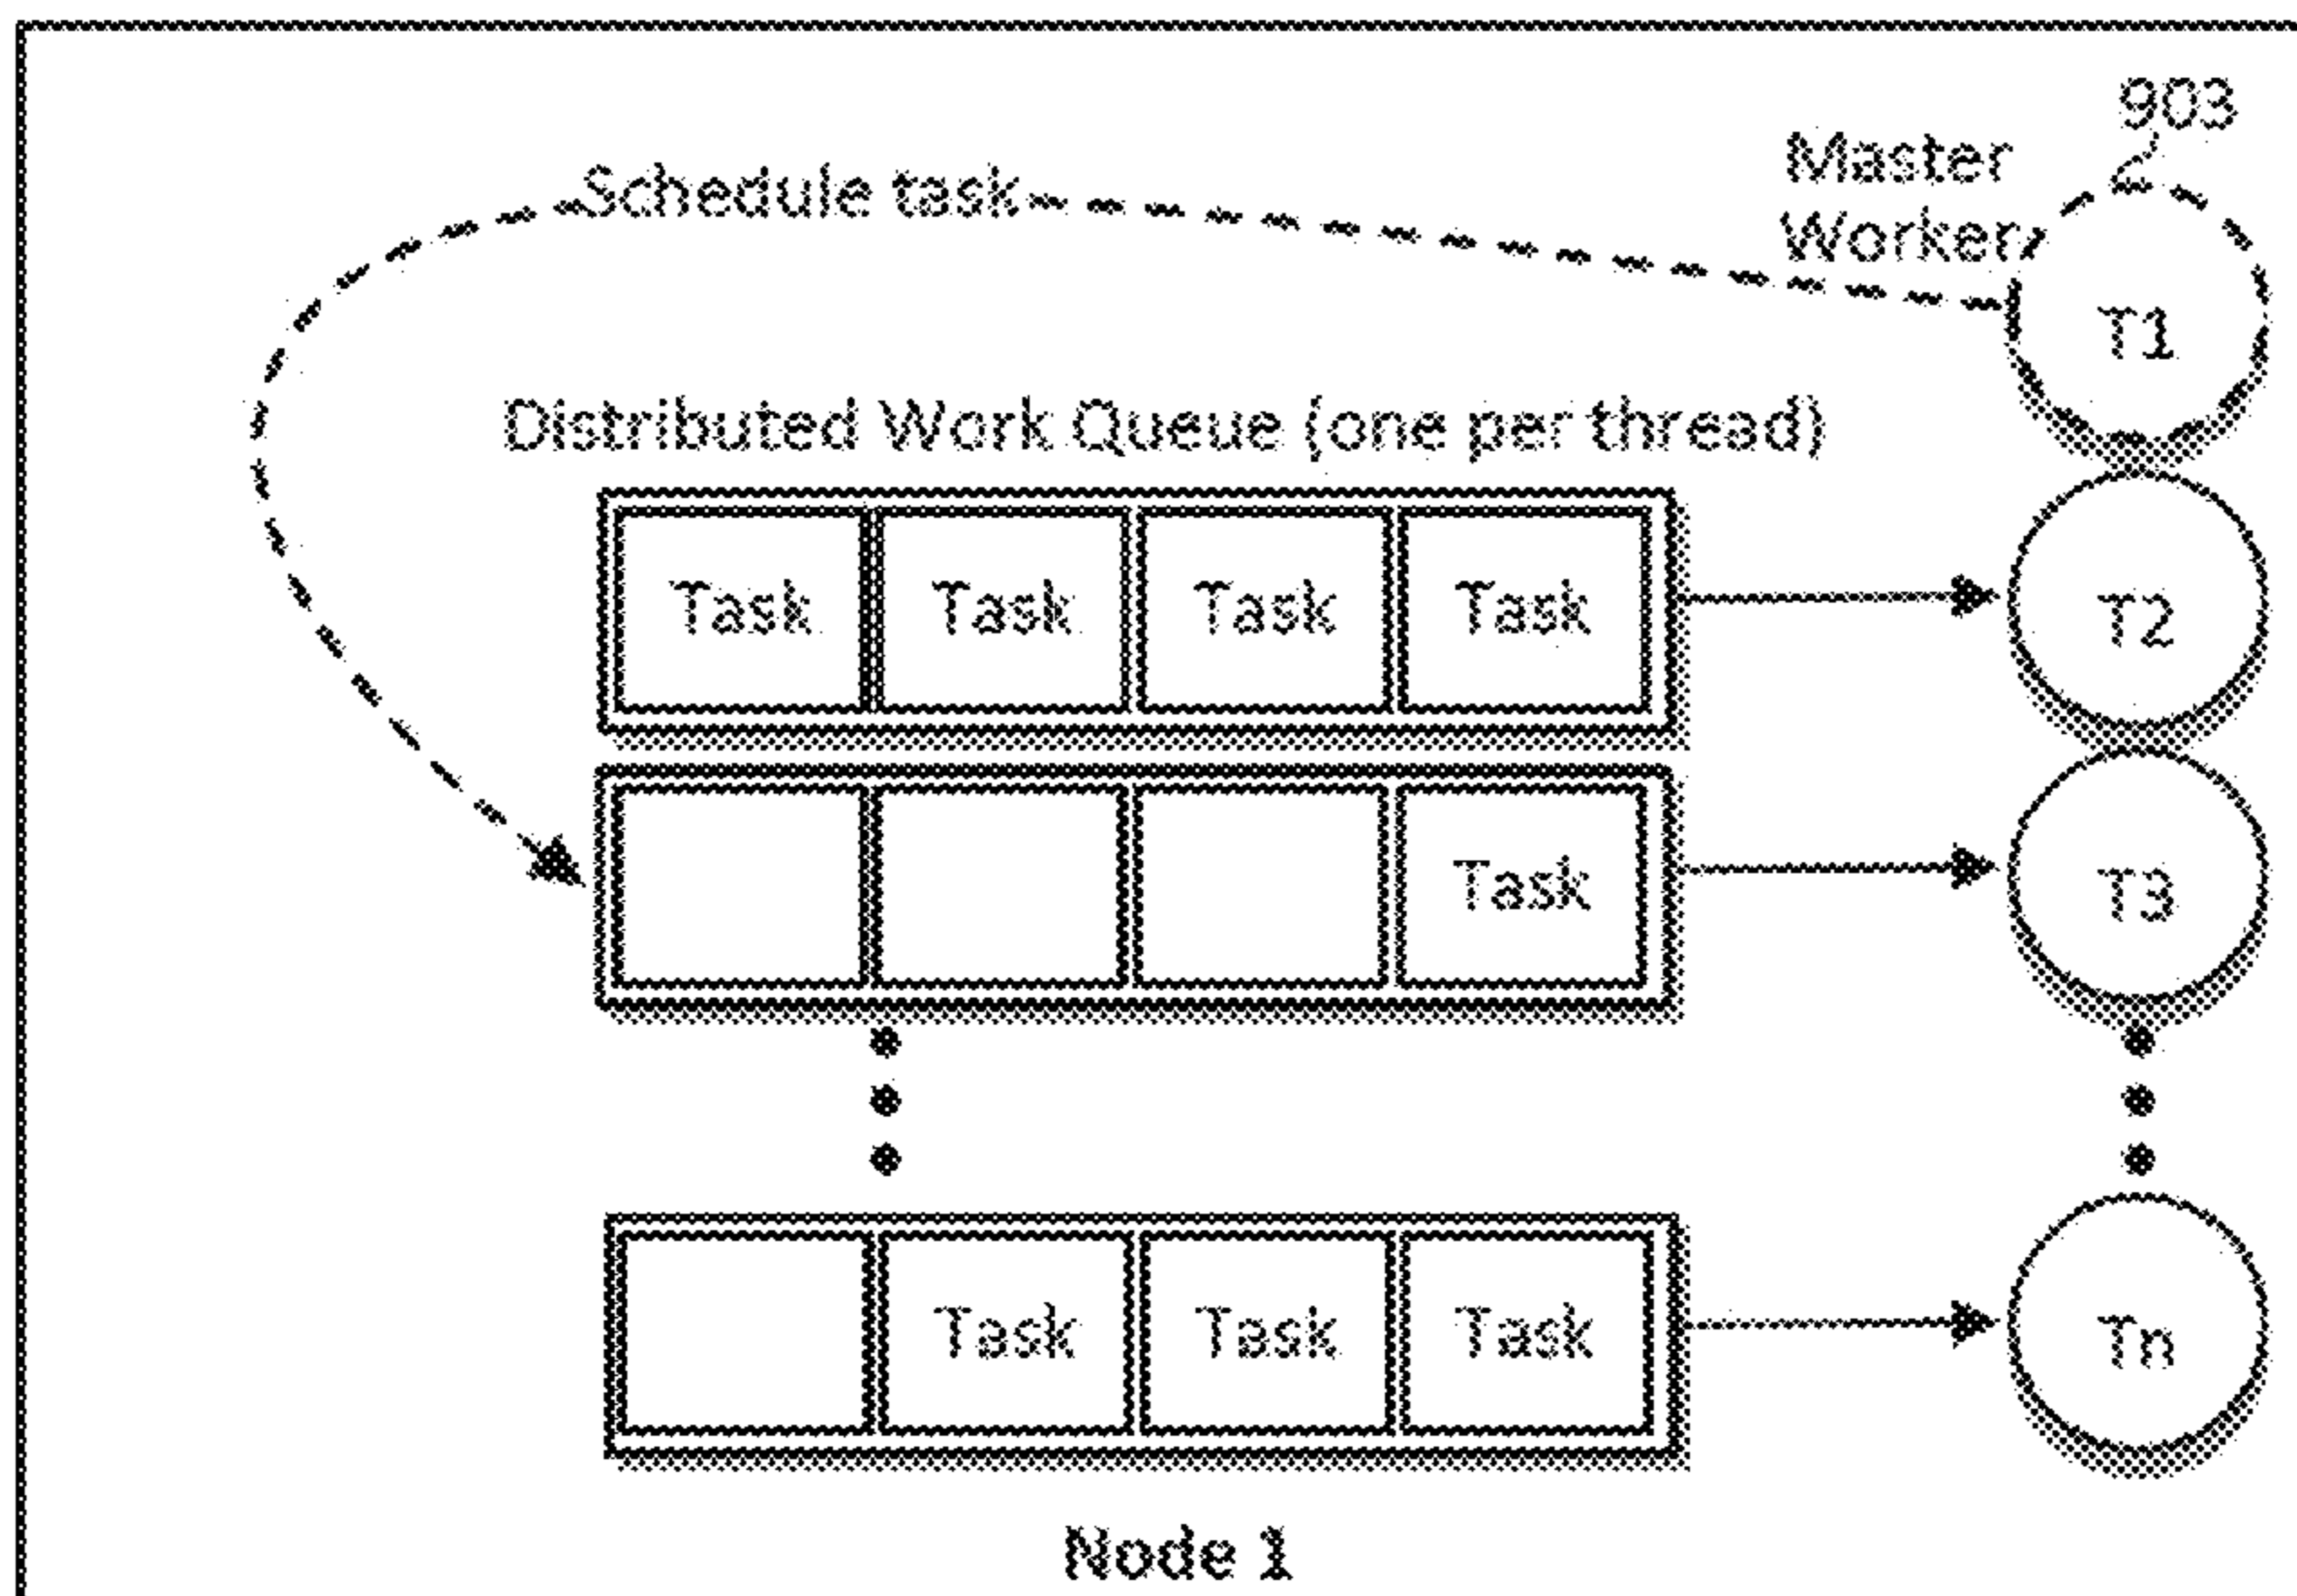 903
Master
Worker
Schedule task
T1
Distributed Work Queue (one per thread)
Task Task Task Task
T2
Task
T3
Task Task Task
Tn
Node 1